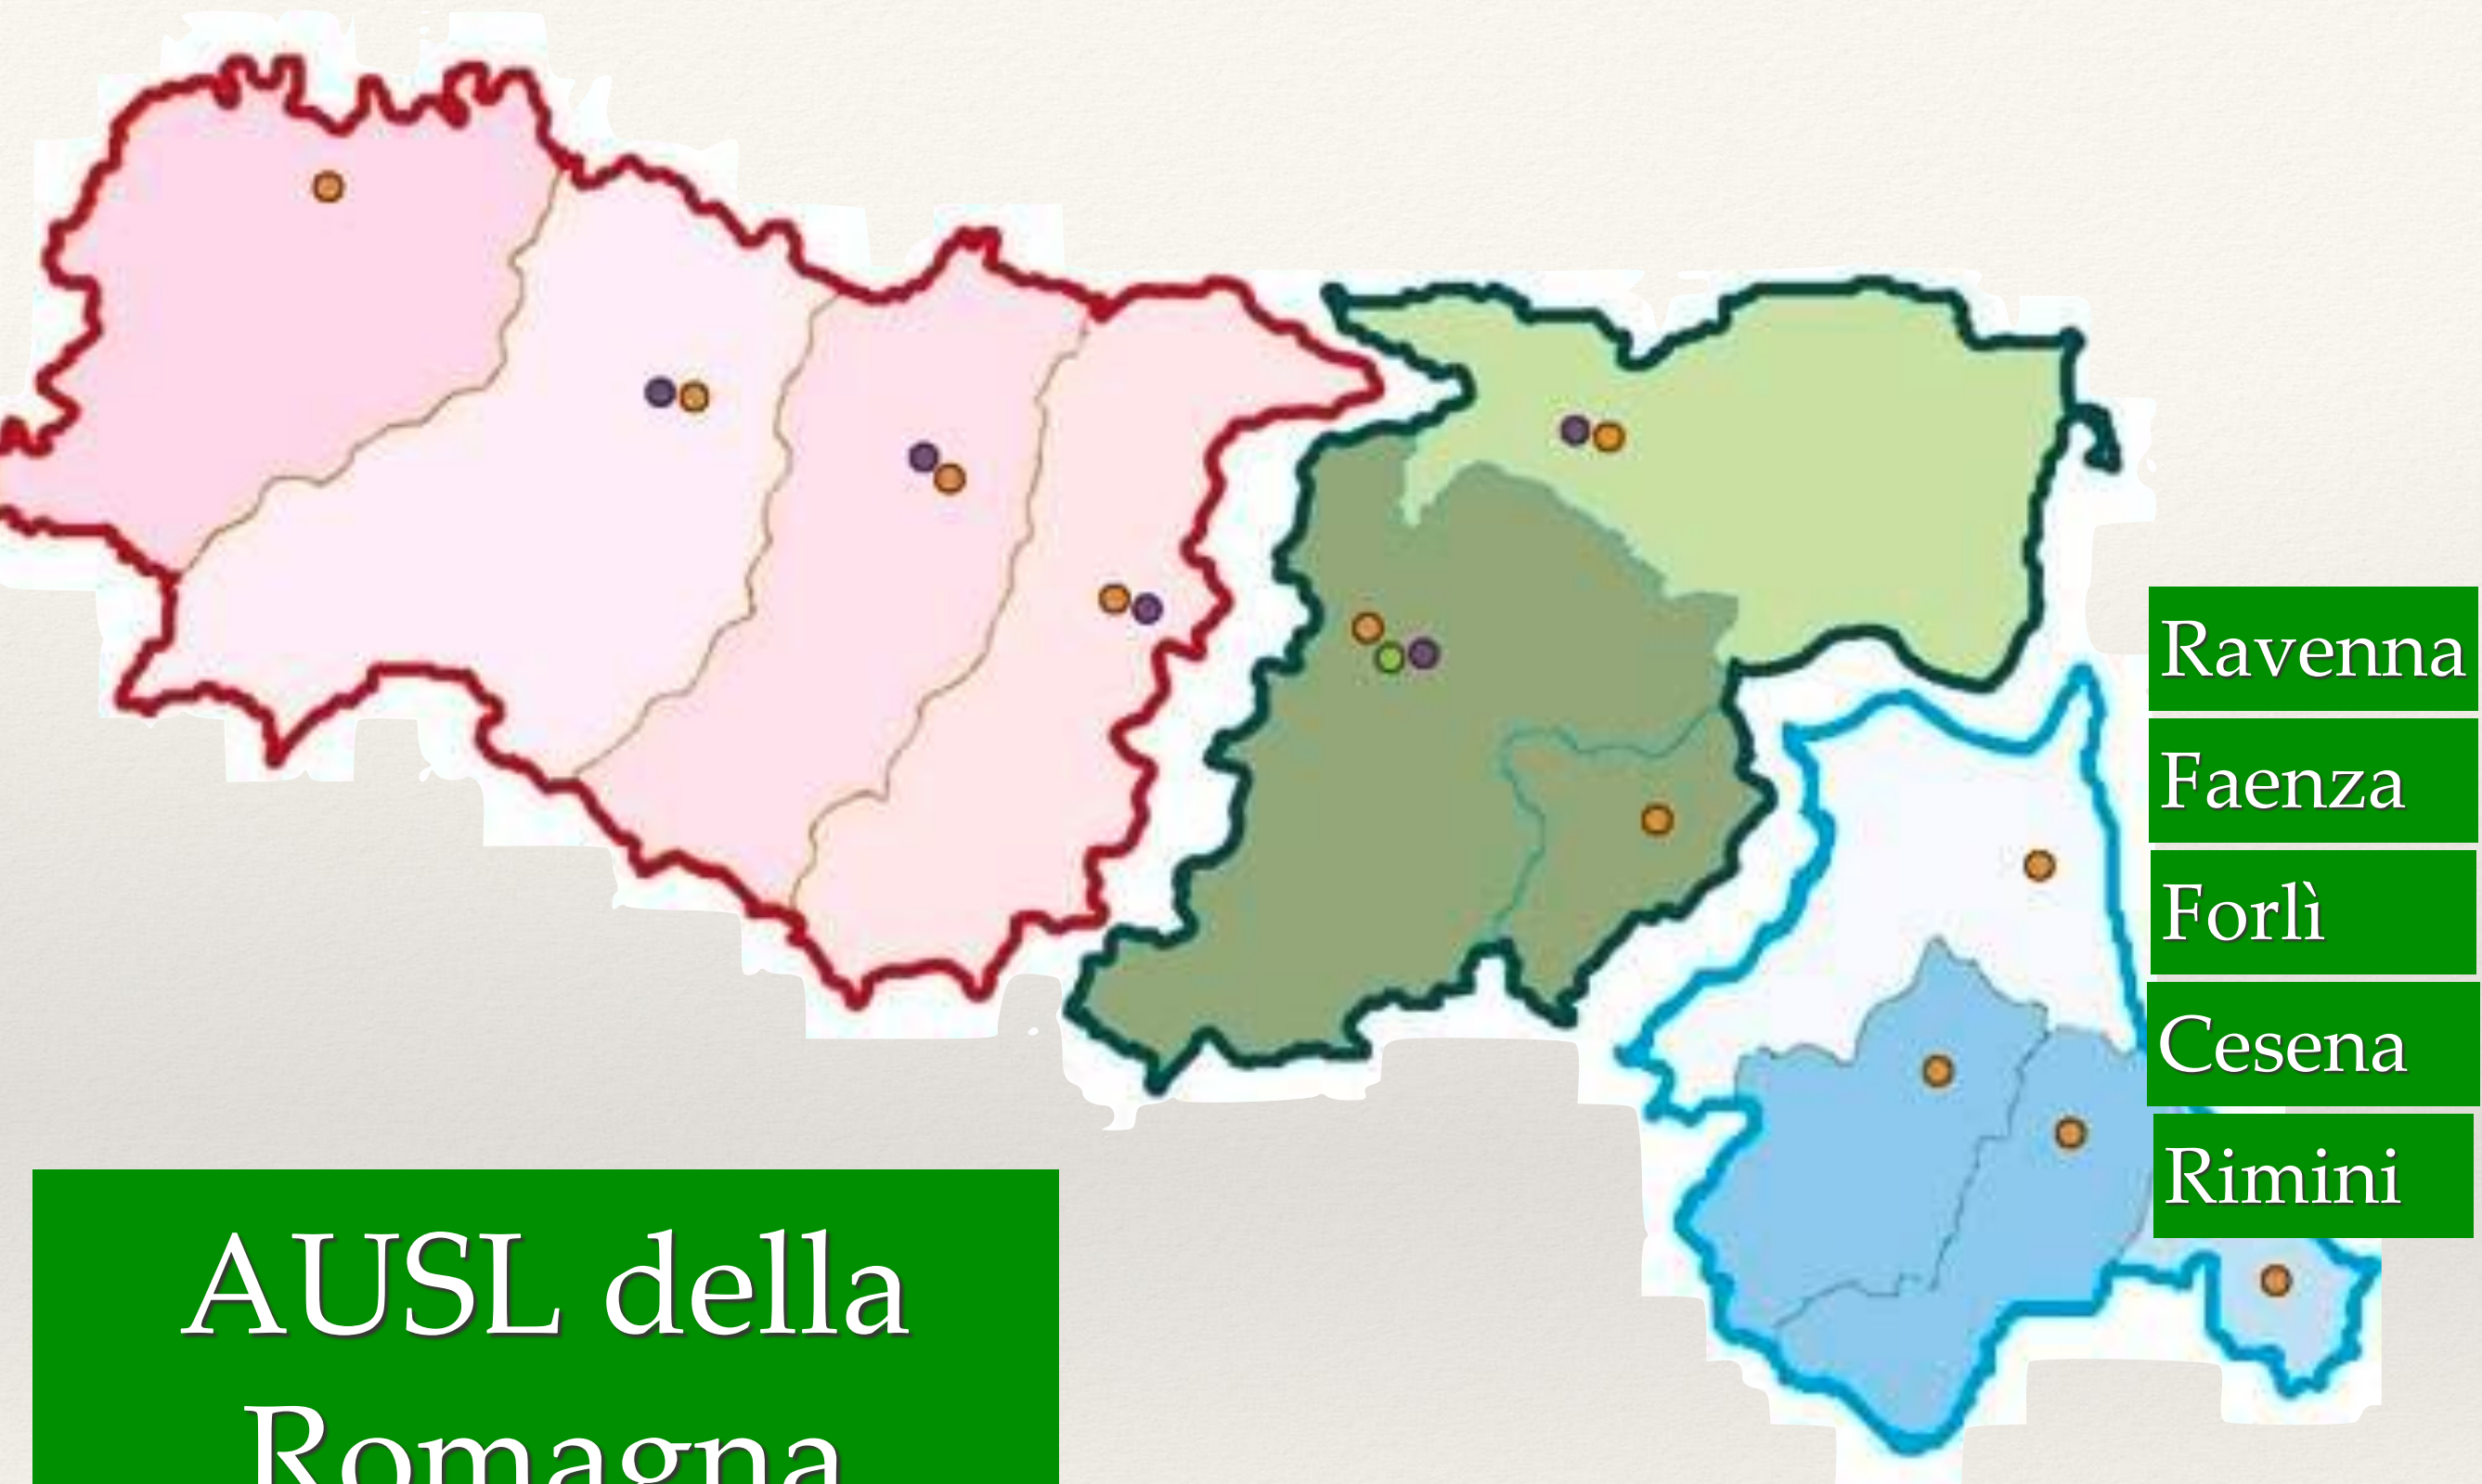 Ravenna
Faenza
Forlì
Cesena
Rimini
AUSL della
Romagna